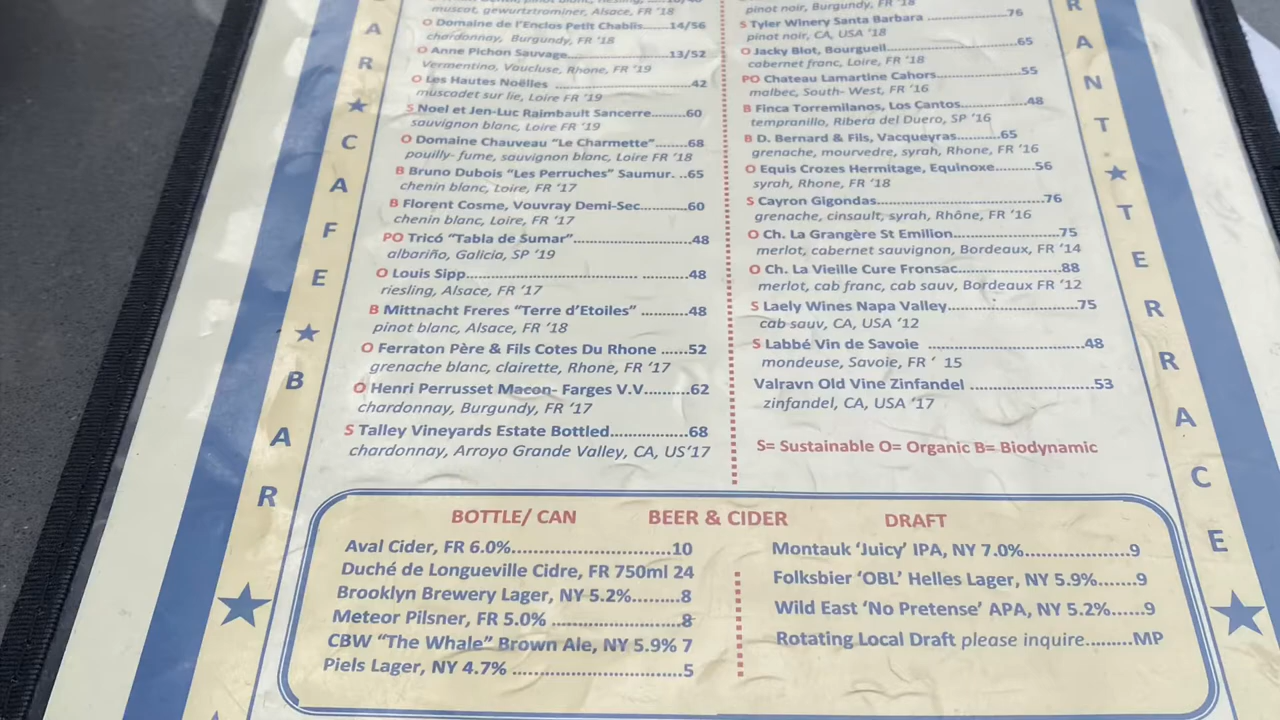 muscot, gewurtztrominer, Alsace, FR '18
O Domaine de l'Enclos Petit Chablis......14/56
chardonnay, Burgundy, FR '18
O Anne Pichon Sauvage....................13/52
Vermentino, Vaucluse, Rhone, FR '19
O Les Hautes Noëlles ............................42
muscadet sur lie, Loire FR '19
S Noel et Jen-Luc Raimbault Sancerre......60
sauvignon blanc, Loire FR '19
O Domaine Chauveau "Le Charmette".......68
pouilly- fume, sauvignon blanc, Loire FR '18
B Bruno Dubois "Les Perruches" Saumur. ..65
chenin blanc, Loire, FR '17
B Florent Cosme, Vouvray Demi-Sec............60
chenin blanc, Loire, FR '17
PO Tricó "Tabla de Sumar"..........................48
albariño, Galicia, SP '19
O Louis Sipp..................................... ..........48
riesling, Alsace, FR '17
B Mittnacht Freres "Terre d'Etoiles" ..........48
pinot blanc, Alsace, FR '18
O Ferraton Père & Fils Cotes Du Rhone ......52
grenache blanc, clairette, Rhone, FR '17
O Henri Perrusset Macon- Farges V.V..........62
chardonnay, Burgundy, FR '17
S Talley Vineyards Estate Bottled................68
chardonnay, Arroyo Grande Valley, CA, US'17
pinot noir, Burgundy, FR '18
S Tyler Winery Santa Barbara ..................76
pinot noir, CA, USA '18
O Jacky Blot, Bourgueil..............................65
cabernet franc, Loire, FR '18
PO Chateau Lamartine Cahors...................55
malbec, South- West, FR '16
B Finca Torremilanos, Los Cantos..............48
tempranillo, Ribera del Duero, SP '16
B D. Bernard & Fils, Vacqueyras...........65
grenache, mourvedre, syrah, Rhone, FR '16
O Equis Crozes Hermitage, Equinoxe.........56
syrah, Rhone, FR '18
S Cayron Gigondas....................................76
grenache, cinsault, syrah, Rhône, FR '16
O Ch. La Grangère St Emilion.......................75
merlot, cabernet sauvignon, Bordeaux, FR '14
O Ch. La Vieille Cure Fronsac......................88
merlot, cab franc, cab sauv, Bordeaux FR '12
S Laely Wines Napa Valley..........................75
cab sauv, CA, USA '12
S Labbé Vin de Savoie ................................48
mondeuse, Savoie, FR ' 15
Valravn Old Vine Zinfandel ........................53
zinfandel, CA, USA '17
S= Sustainable O= Organic B= Biodynamic
BOTTLE/ CAN BEER & CIDER DRAFT
Aval Cider, FR 6.0%................................10
Duché de Longueville Cidre, FR 750ml 24
Brooklyn Brewery Lager, NY 5.2%.........8
Meteor Pilsner, FR 5.0% .........................8
CBW "The Whale" Brown Ale, NY 5.9% 7
Piels Lager, NY 4.7% ...............................5
Montauk 'Juicy' IPA, NY 7.0%....................9
Folksbier 'OBL' Helles Lager, NY 5.9%.......9
Wild East 'No Pretense' APA, NY 5.2%......9
Rotating Local Draft please inquire.........MP
AR ★ CAFE ★ BAR ★
RANT ★ TERRACE ★